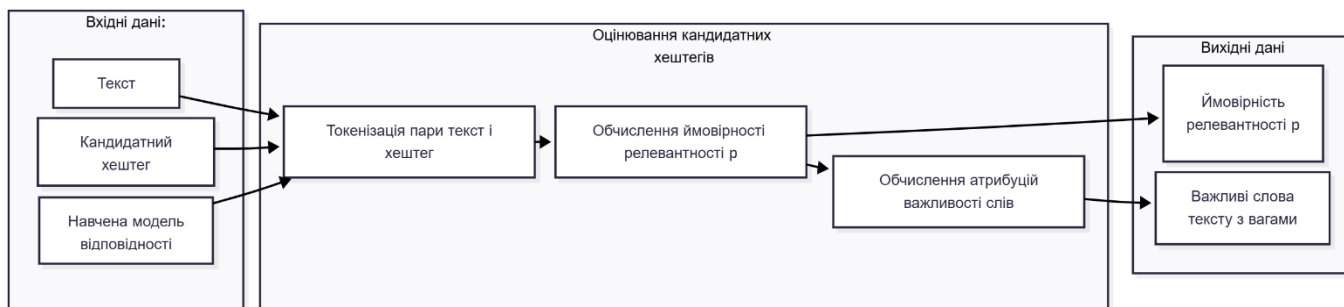 Вхідні дані:
Текст
Кандидатний
хештег
Навчена модель
відповідності
Оцінювання кандидатних
хештегів
Токенізація пари текст і
хештег
Обчислення ймовірності
релевантності p
Обчислення атрибуцій
важливості слів
Вихідні дані
Ймовірність
релевантності p
Важливі слова
тексту з вагами